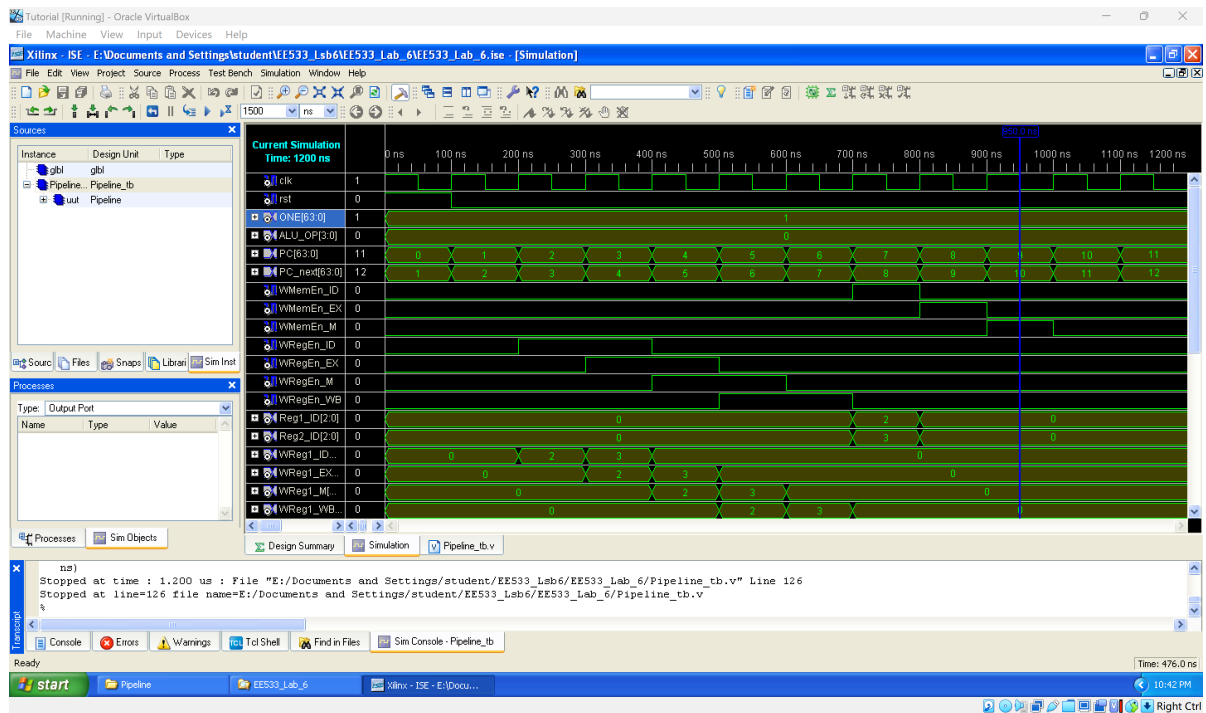 Tutorial [Running] - Oracle VirtualBox
File Machine View Input Devices Help
Xilinx - ISE - E:\Documents and Settings\student\EE533_Lsb6\EE533_Lab_6\EE533_Lab_6.ise - [Simulation]
File Edit View Project Source Process Test Bench Simulation Window Help
1500 ns
Sources
Instance Design Unit Type
glbl glbl
Pipeline... Pipeline_tb
uut Pipeline
Sourc Files Snaps Librari Sim Inst
Processes
Type: Output Port
Name Type Value
Processes Sim Objects
Current Simulation
Time: 1200 ns
950.0 ns
0 ns 100 ns 200 ns 300 ns 400 ns 500 ns 600 ns 700 ns 800 ns 900 ns 1000 ns 1100 ns 1200 ns
clk 1
rst 0
ONE[63:0] 1 1
ALU_OP[3:0] 0 0
PC[63:0] 11 0 1 2 3 4 5 6 7 8 9 10 11
PC_next[63:0] 12 1 2 3 4 5 6 7 8 9 10 11 12
WMemEn_ID 0
WMemEn_EX 0
WMemEn_M 0
WRegEn_ID 0
WRegEn_EX 0
WRegEn_M 0
WRegEn_WB 0
Reg1_ID[2:0] 0 0 2 0
Reg2_ID[2:0] 0 0 3 0
WReg1_ID... 0 0 2 3 0
WReg1_EX... 0 0 2 3 0
WReg1_M[... 0 0 2 3 0
WReg1_WB... 0 0 2 3 0
Design Summary Simulation Pipeline_tb.v
ns)
Stopped at time : 1.200 us : File "E:/Documents and Settings/student/EE533_Lsb6/EE533_Lab_6/Pipeline_tb.v" Line 126
Stopped at line=126 file name=E:/Documents and Settings/student/EE533_Lsb6/EE533_Lab_6/Pipeline_tb.v
%
Transcript
Console Errors Warnings TCL Tcl Shell Find in Files Sim Console - Pipeline_tb
Ready Time: 476.0 ns
start Pipeline EE533_Lab_6 Xilinx - ISE - E:\Docu... 10:42 PM
Right Ctrl